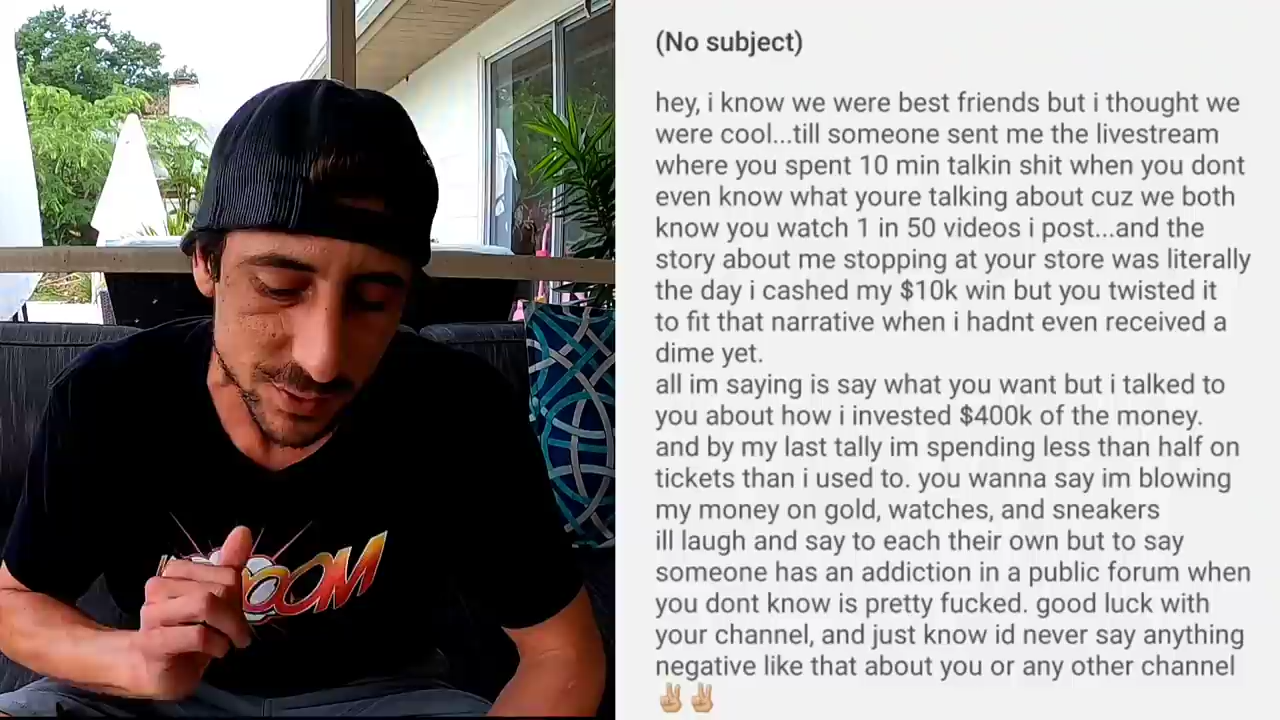 (No subject)
hey, i know we were best friends but i thought we
were cool...till someone sent me the livestream
where you spent 10 min talkin shit when you dont
even know what youre talking about cuz we both
know you watch 1 in 50 videos i post...and the
story about me stopping at your store was literally
the day i cashed my $10k win but you twisted it
to fit that narrative when i hadnt even received a
dime yet.
all im saying is say what you want but i talked to
you about how i invested $400k of the money.
and by my last tally im spending less than half on
tickets than i used to. you wanna say im blowing
my money on gold, watches, and sneakers
ill laugh and say to each their own but to say
someone has an addiction in a public forum when
you dont know is pretty fucked. good luck with
your channel, and just know id never say anything
negative like that about you or any other channel
✌🏼✌🏼